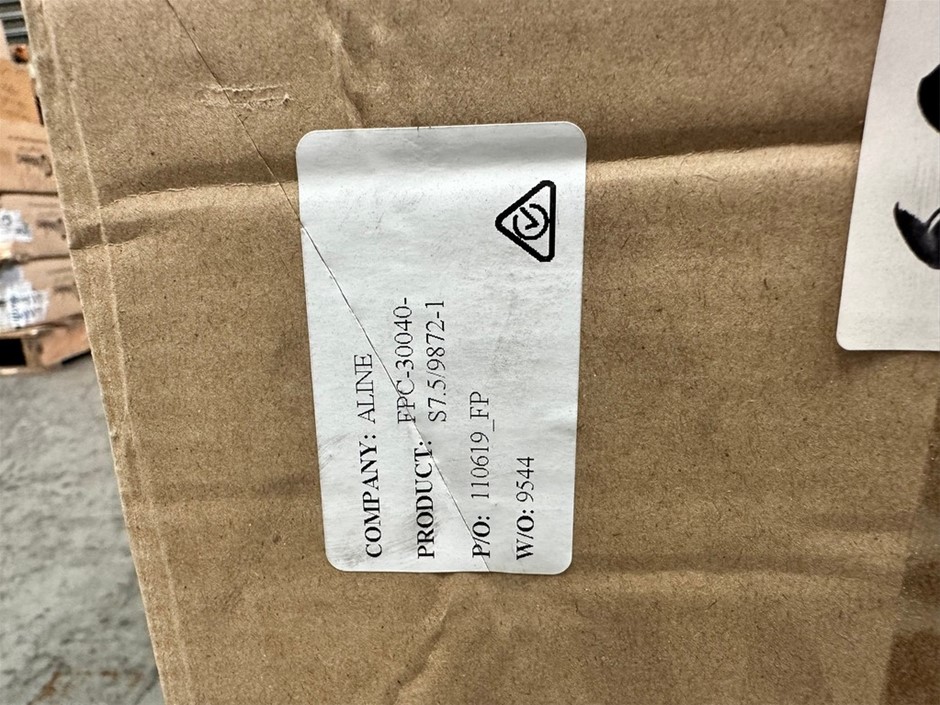 COMPANY: ALINE
PRODUCT: FPC-30040-
S7.5/9872-1
P/O: 110619_FP
W/O: 9544